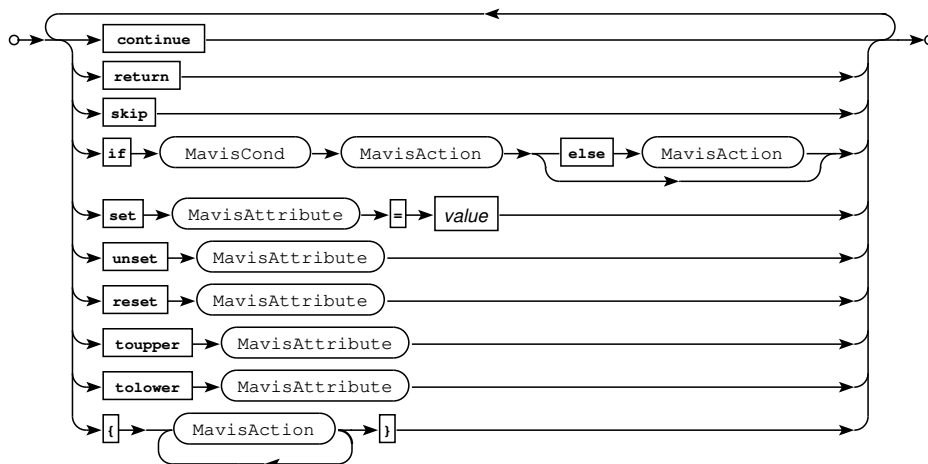 continue
return
skip
if MavisCond MavisAction else MavisAction
set MavisAttribute = value
unset MavisAttribute
reset MavisAttribute
toupper MavisAttribute
tolower MavisAttribute
{ MavisAction }